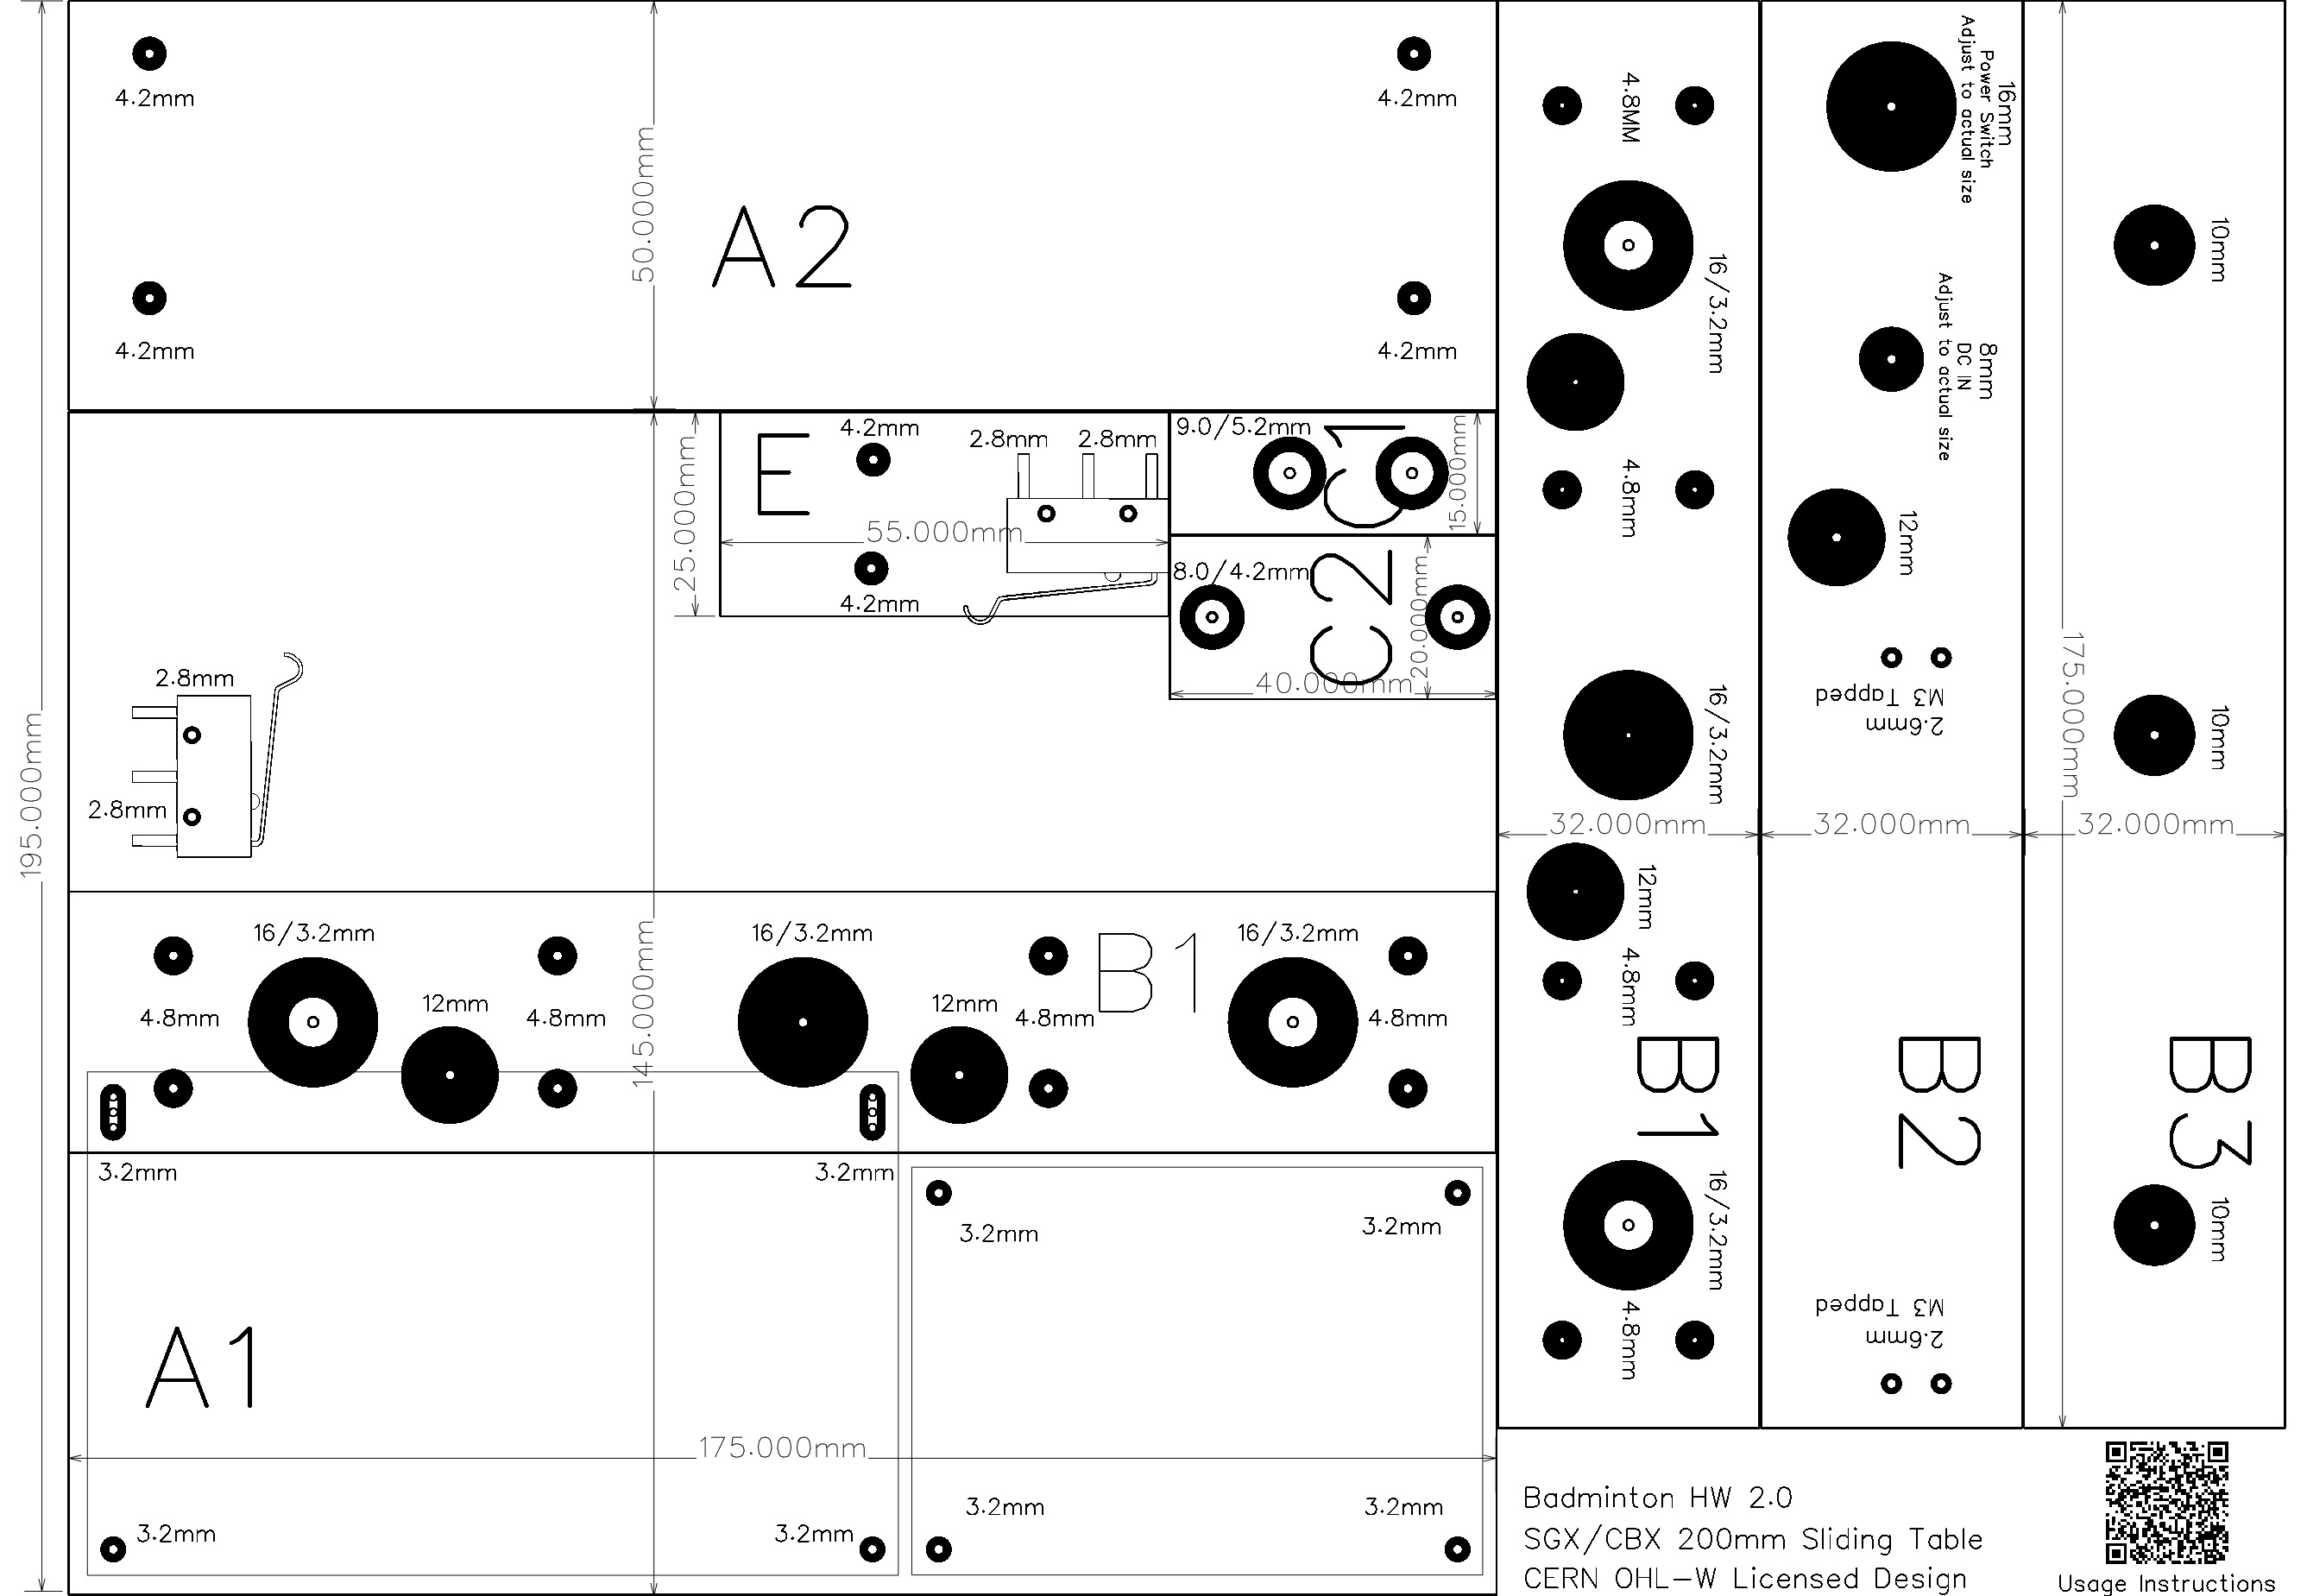 4.2mm
4.2mm
50.000mm
A2
4.2mm
4.2mm
4.8MM
16/3.2mm
4.8mm
16/3.2mm
32.000mm
12mm
4.8mm
B1
16/3.2mm
4.8mm
16mm
Power Switch
Adjust to actual size
8mm
DC IN
Adjust to actual size
12mm
M3 Tapped
2.6mm
32.000mm
B2
M3 Tapped
2.6mm
10mm
175.000mm
10mm
32.000mm
B3
10mm
25.000mm
E
4.2mm
2.8mm
2.8mm
55.000mm
4.2mm
9.0/5.2mm
C1
15.000mm
8.0/4.2mm
C2
20.000mm
40.000mm
195.000mm
2.8mm
2.8mm
16/3.2mm
16/3.2mm
B1
16/3.2mm
4.8mm
12mm
4.8mm
145.000mm
12mm
4.8mm
4.8mm
3.2mm
3.2mm
3.2mm
3.2mm
A1
175.000mm
3.2mm
3.2mm
3.2mm
3.2mm
Badminton HW 2.0
SGX/CBX 200mm Sliding Table
CERN OHL-W Licensed Design
Usage Instructions